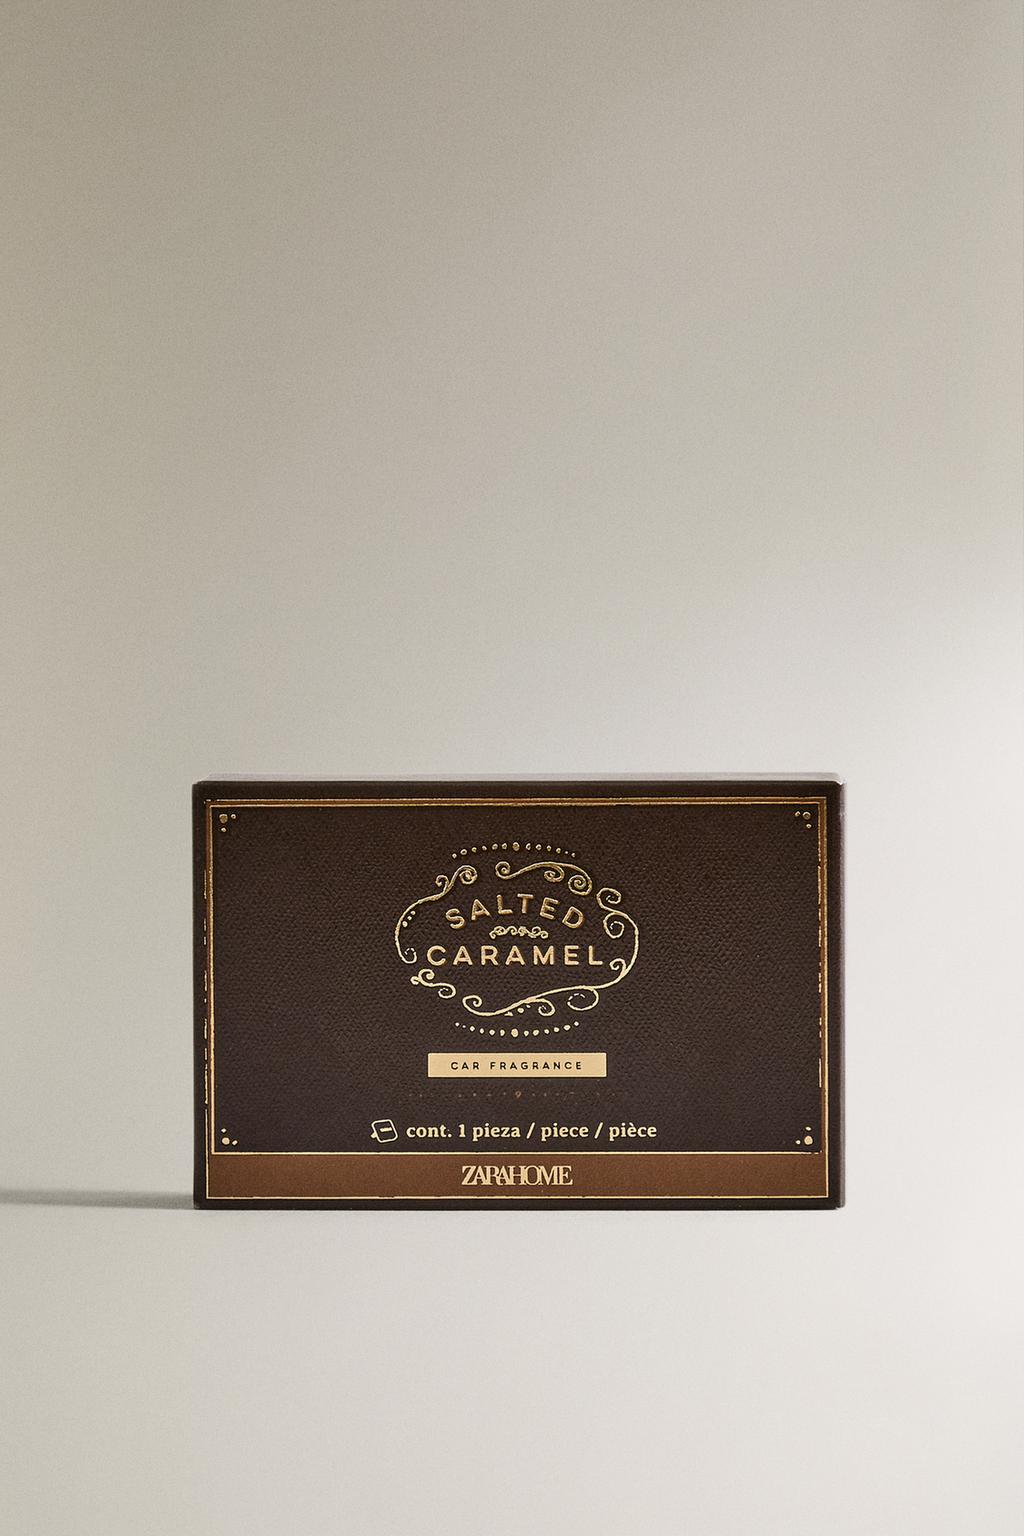 SALTED
CARAMEL
CAR FRAGRANCE
cont. 1 pieza / piece / pièce
ZARAHOME